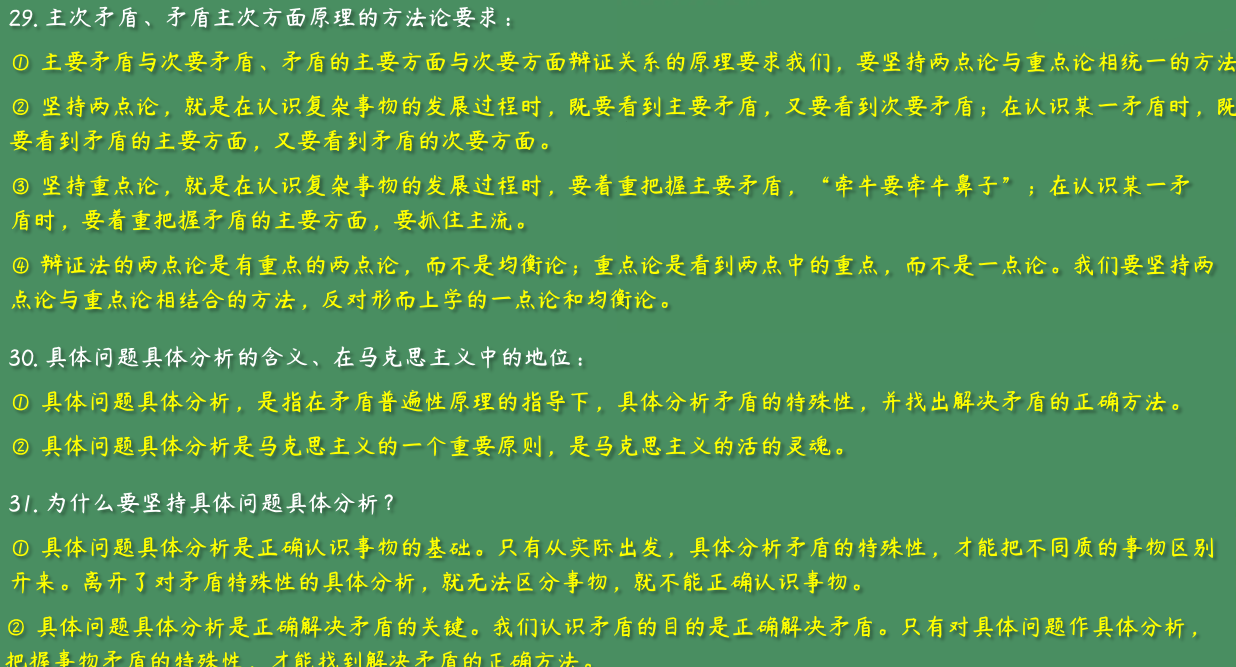 29. 主次矛盾、矛盾主次方面原理的方法论要求：
① 主要矛盾与次要矛盾、矛盾的主要方面与次要方面辩证关系的原理要求我们，要坚持两点论与重点论相统一的方法
② 坚持两点论，就是在认识复杂事物的发展过程时，既要看到主要矛盾，又要看到次要矛盾；在认识某一矛盾时，既
要看到矛盾的主要方面，又要看到矛盾的次要方面。
③ 坚持重点论，就是在认识复杂事物的发展过程时，要着重把握主要矛盾，“牵牛要牵牛鼻子”；在认识某一矛
盾时，要着重把握矛盾的主要方面，要抓住主流。
④ 辩证法的两点论是有重点的两点论，而不是均衡论；重点论是看到两点中的重点，而不是一点论。我们要坚持两
点论与重点论相结合的方法，反对形而上学的一点论和均衡论。
30. 具体问题具体分析的含义、在马克思主义中的地位：
① 具体问题具体分析，是指在矛盾普遍性原理的指导下，具体分析矛盾的特殊性，并找出解决矛盾的正确方法。
② 具体问题具体分析是马克思主义的一个重要原则，是马克思主义的活的灵魂。
31. 为什么要坚持具体问题具体分析？
① 具体问题具体分析是正确认识事物的基础。只有从实际出发，具体分析矛盾的特殊性，才能把不同质的事物区别
开来。离开了对矛盾特殊性的具体分析，就无法区分事物，就不能正确认识事物。
② 具体问题具体分析是正确解决矛盾的关键。我们认识矛盾的目的是正确解决矛盾。只有对具体问题作具体分析，
把握事物矛盾的特殊性，才能找到解决矛盾的正确方法。